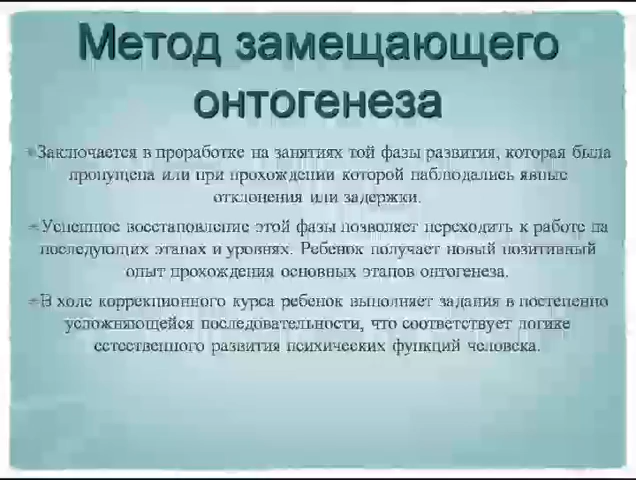 Метод замещающего
онтогенеза
Заключается в проработке на занятиях той фазы развития, которая была
пропущена или при прохождении которой наблюдались явные
отклонения или задержки.
Успешное восстановление этой фазы позволяет переходить к работе на
последующих этапах и уровнях. Ребенок получает новый позитивный
опыт прохождения основных этапов онтогенеза.
В ходе коррекционного курса ребенок выполняет задания в постепенно
усложняющейся последовательности, что соответствует логике
естественного развития психических функций человека.